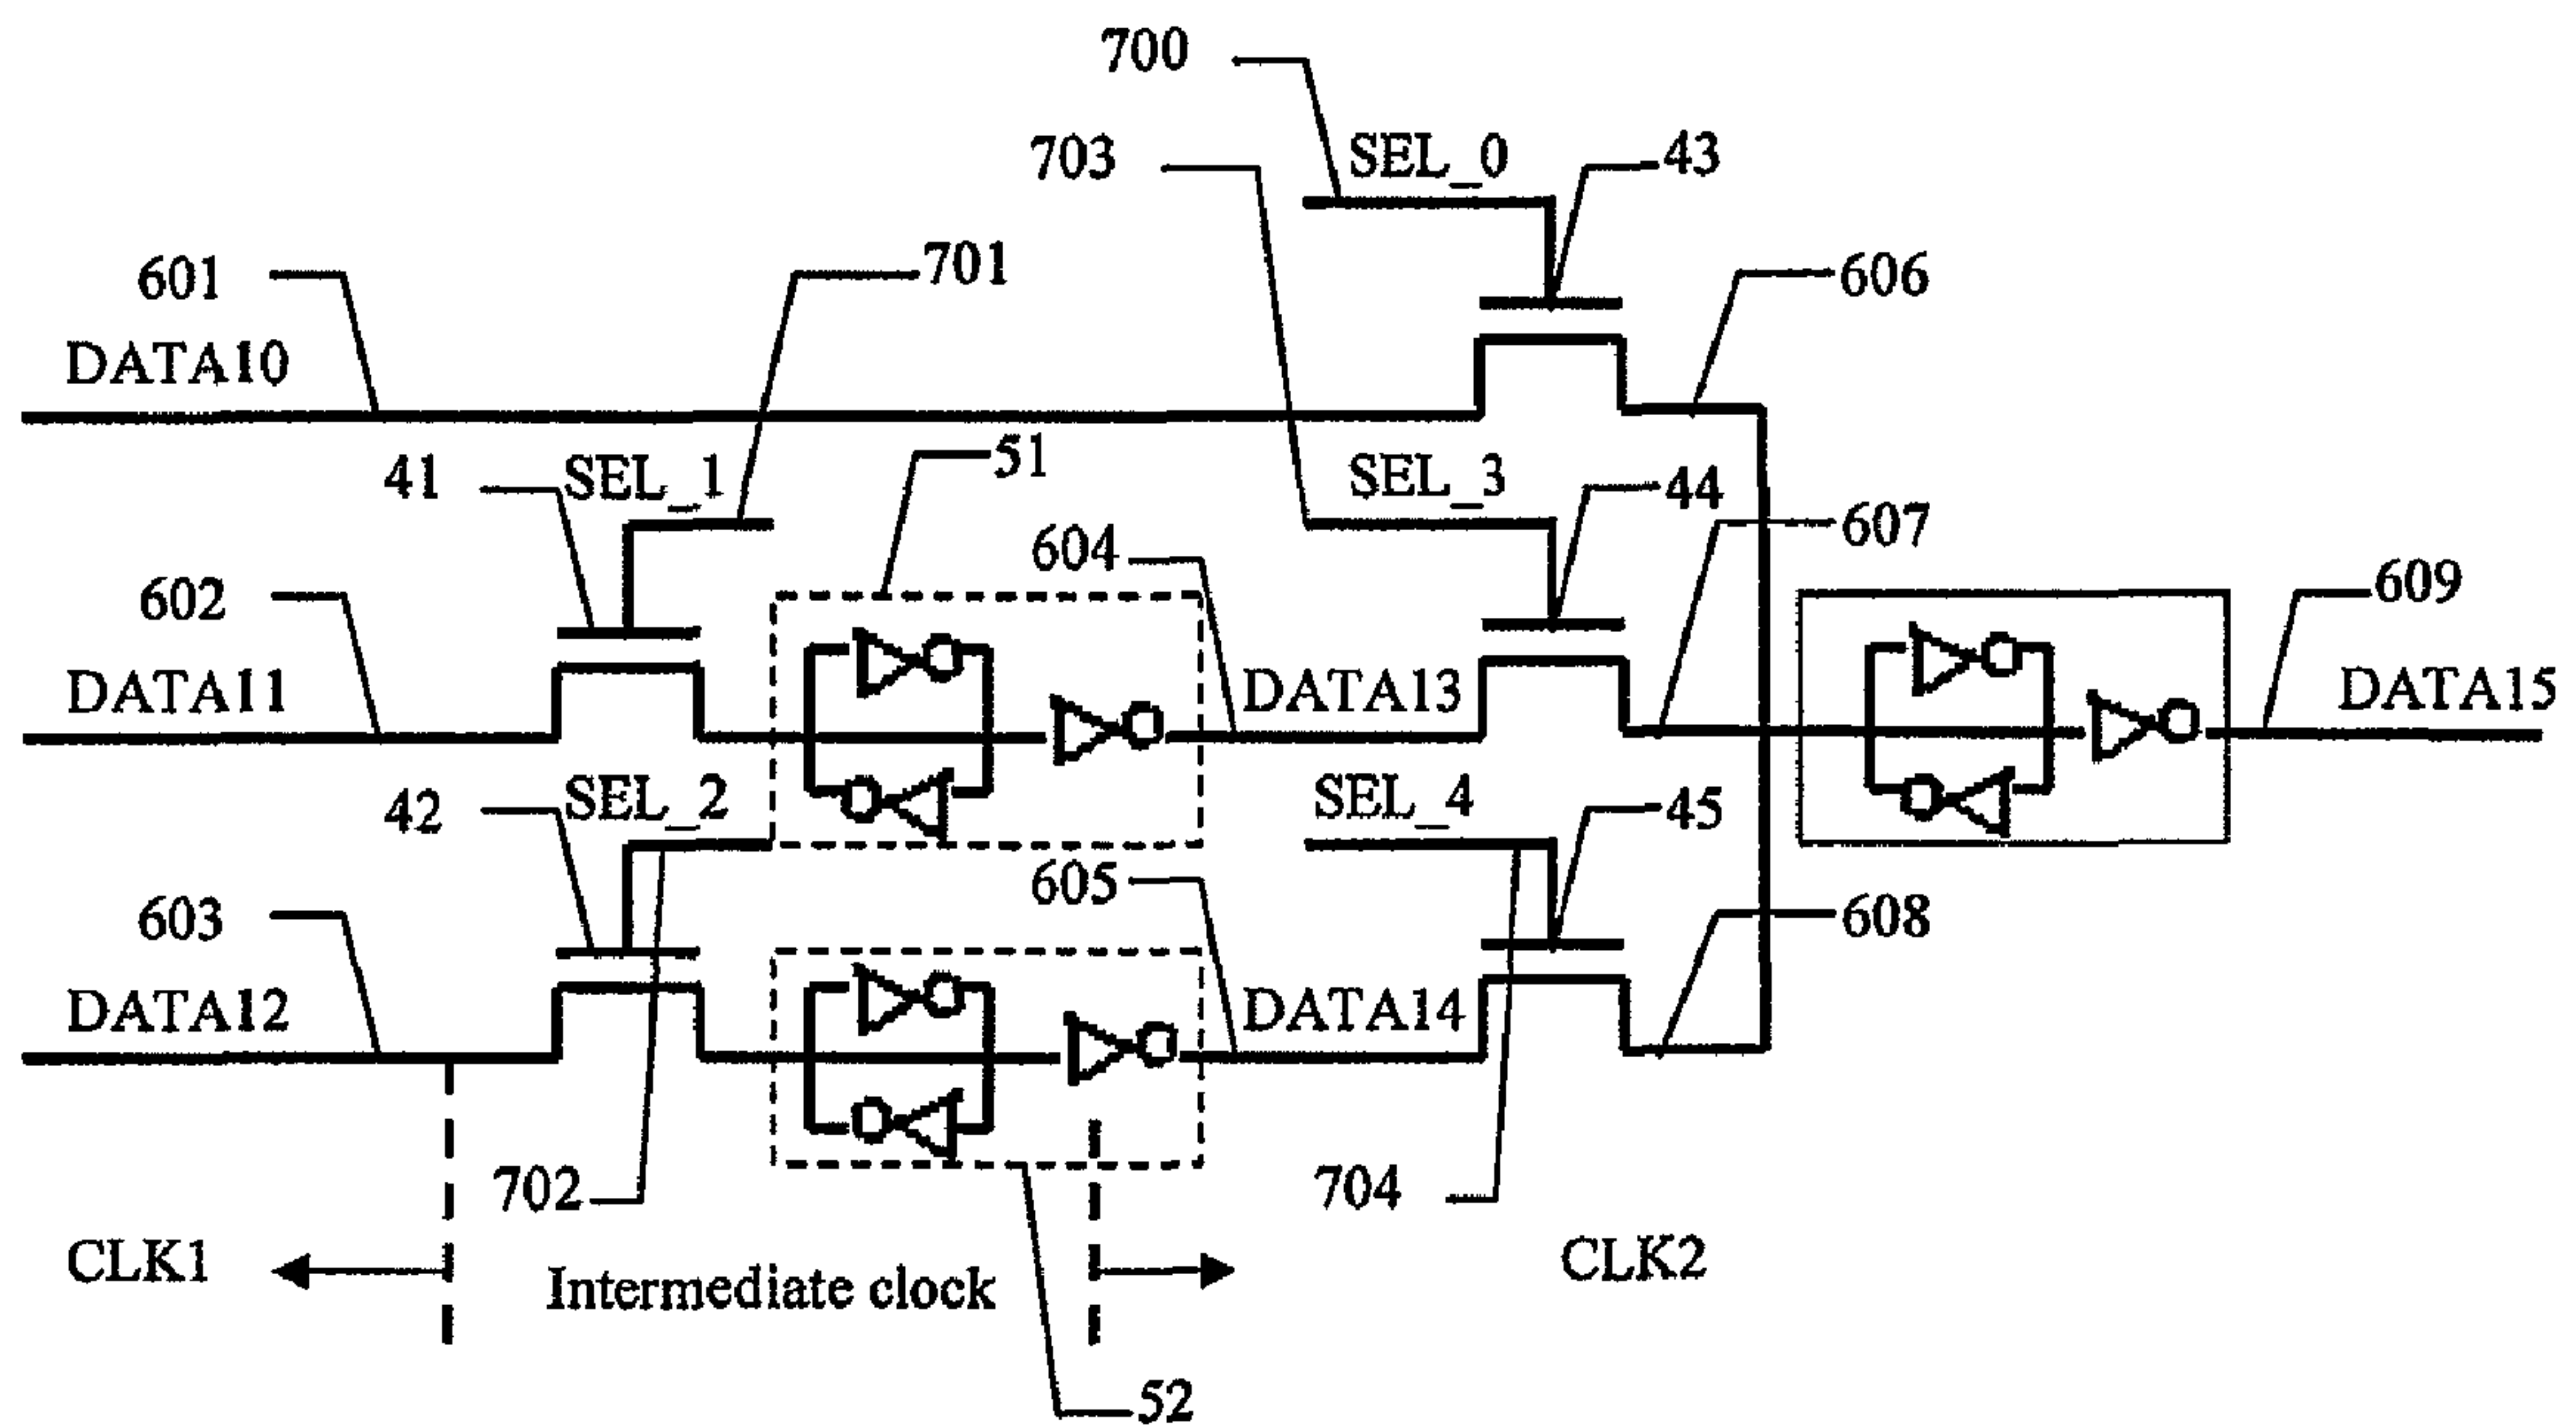 700
703
SEL_0
43
601
701
606
DATA10
41
SEL_1
51
SEL_3
44
602
604
607
609
DATA11
DATA13
DATA15
42
SEL_2
SEL_4
45
603
605
608
DATA12
DATA14
702
704
CLK1
Intermediate clock
CLK2
52